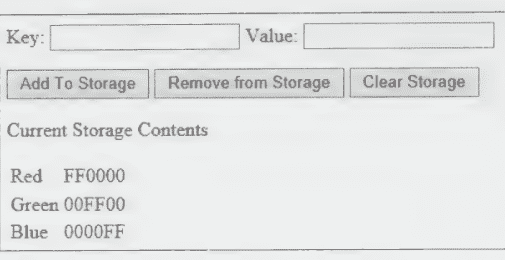 Key: Value:
Add To Storage Remove from Storage Clear Storage
Current Storage Contents
Red FF0000
Green 00FF00
Blue 0000FF